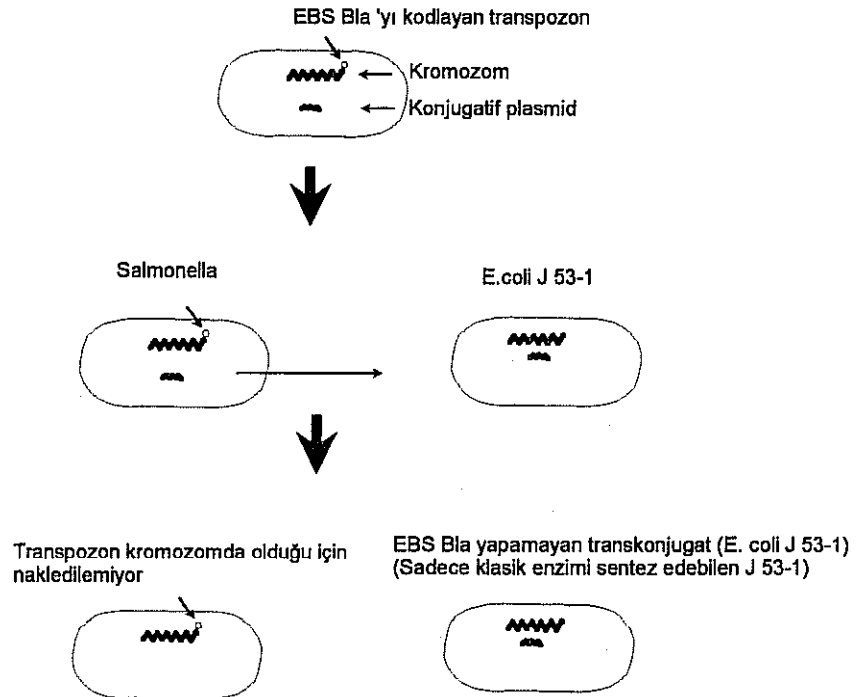 EBS Bla 'yı kodlayan transpozon
Kromozom
Konjugatif plasmid
Salmonella
E.coli J 53-1
Transpozon kromozomda olduğu için
nakledilemiyor
EBS Bla yapamayan transkonjugat (E. coli J 53-1)
(Sadece klasik enzimi sentez edebilen J 53-1)